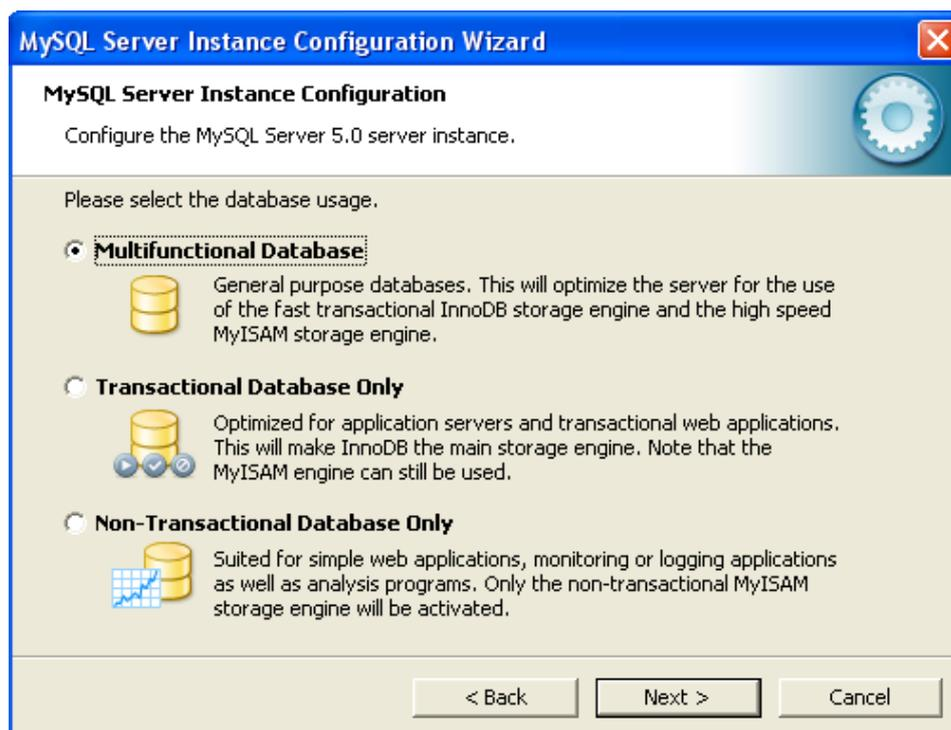 MySQL Server Instance Configuration Wizard
MySQL Server Instance Configuration
Configure the MySQL Server 5.0 server instance.
Please select the database usage.
Multifunctional Database
General purpose databases. This will optimize the server for the use
of the fast transactional InnoDB storage engine and the high speed
MyISAM storage engine.
Transactional Database Only
Optimized for application servers and transactional web applications.
This will make InnoDB the main storage engine. Note that the
MyISAM engine can still be used.
Non-Transactional Database Only
Suited for simple web applications, monitoring or logging applications
as well as analysis programs. Only the non-transactional MyISAM
storage engine will be activated.
< Back
Next >
Cancel